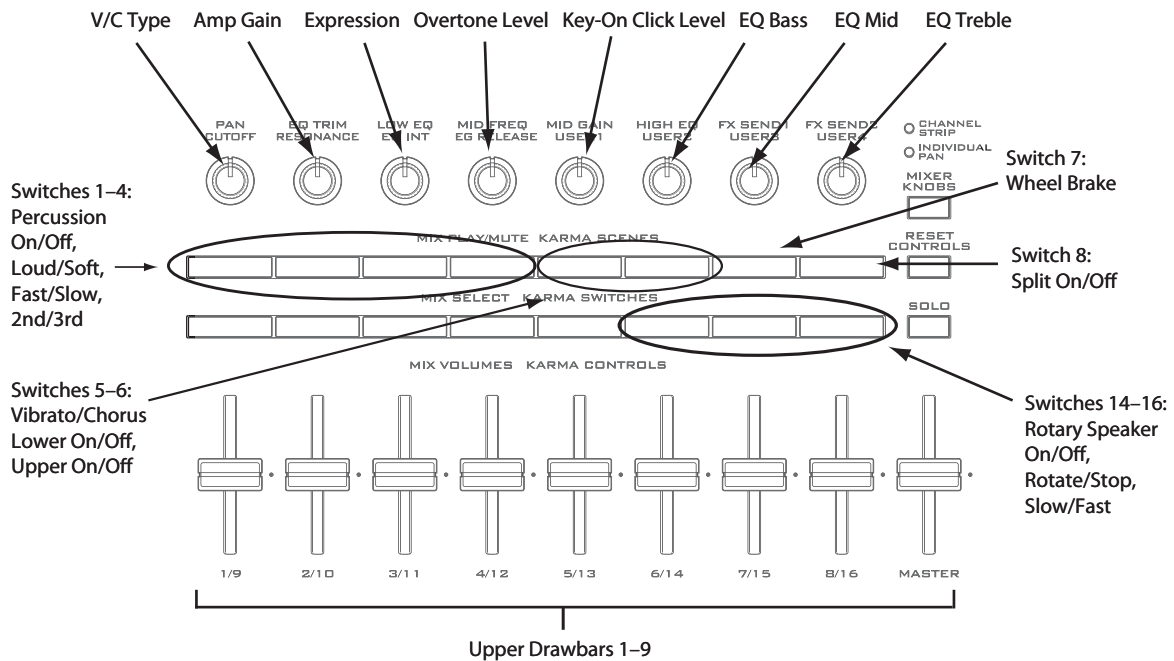 V/C Type Amp Gain Expression Overtone Level Key-On Click Level EQ Bass EQ Mid EQ Treble
PAN EQ TRIM LOW EQ MID FREQ MID GAIN HIGH EQ FX SEND1 FX SEND2
CUTOFF RESONANCE EG INT EG RELEASE USER1 USER2 USER3 USER4
CHANNEL
STRIP
INDIVIDUAL
PAN
MIXER
KNOBS
Switch 7:
Wheel Brake
Switches 1–4:
Percussion
On/Off,
Loud/Soft,
Fast/Slow,
2nd/3rd
MIX PLAY/MUTE KARMA SCENES
RESET
CONTROLS
Switch 8:
Split On/Off
MIX SELECT KARMA SWITCHES
SOLO
MIX VOLUMES KARMA CONTROLS
Switches 5–6:
Vibrato/Chorus
Lower On/Off,
Upper On/Off
Switches 14–16:
Rotary Speaker
On/Off,
Rotate/Stop,
Slow/Fast
1/9 2/10 3/11 4/12 5/13 6/14 7/15 8/16 MASTER
Upper Drawbars 1–9